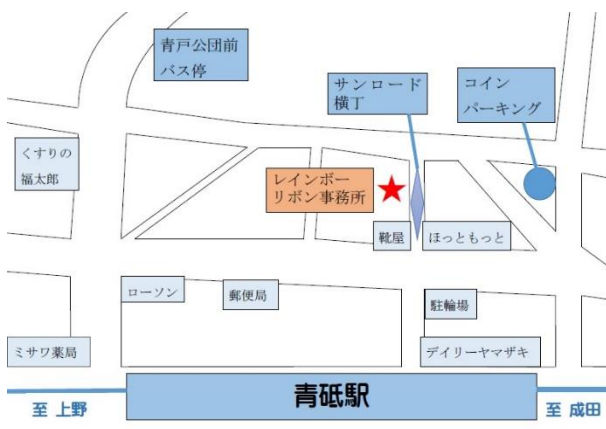 青戸公団前
バス停
サンロード
横丁
コイン
パーキング
くすりの
福太郎
レインボー
リボン事務所
靴屋
ほっともっと
ローソン
郵便局
駐輪場
ミサワ薬局
デイリーヤマザキ
至 上野
青砥駅
至 成田